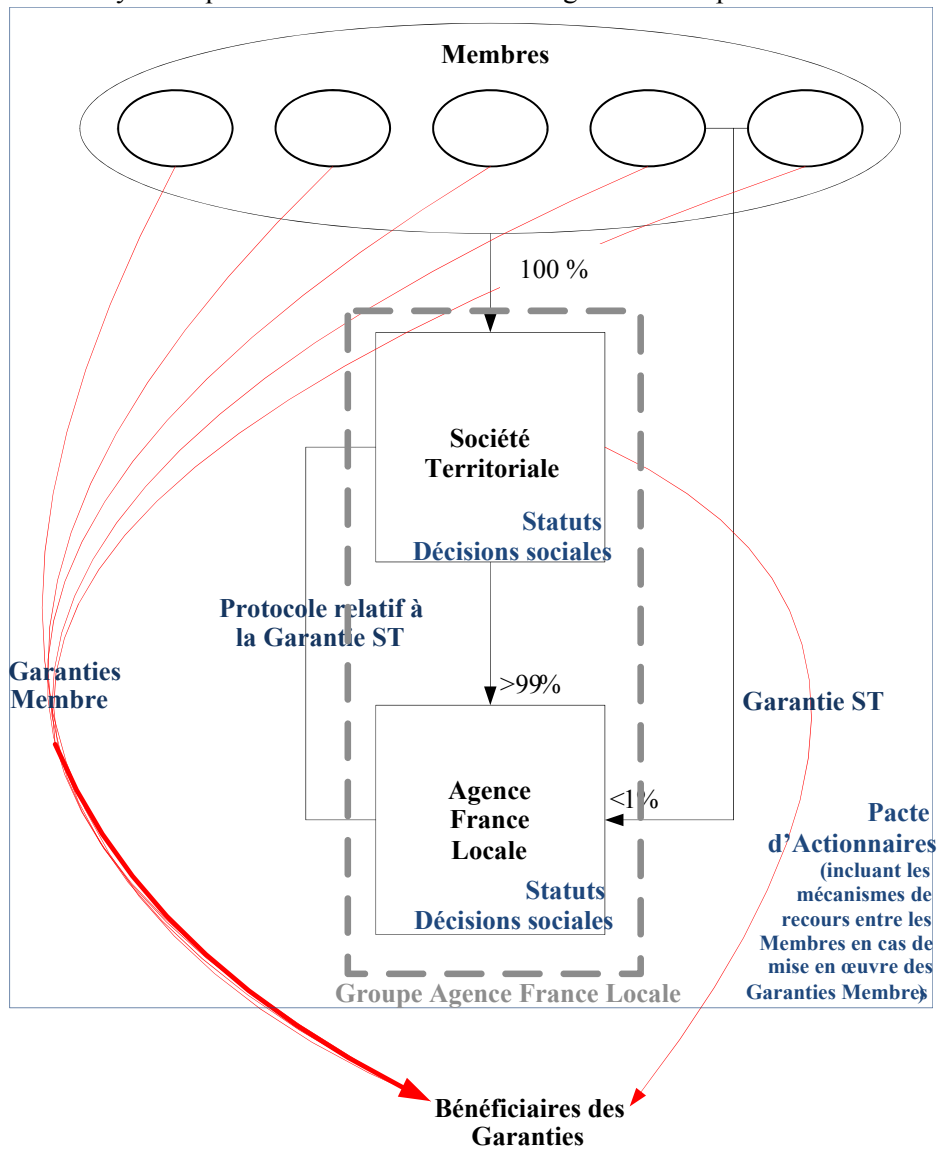 Membres
100 %
Société
Territoriale
Statuts
Décisions sociales
Protocole relatif à
la Garantie ST
Garanties
Membre
>99%
Garantie ST
Agence
France
Locale
<1%
Statuts
Décisions sociales
Pacte
d’Actionnaires
(incluant les
mécanismes de
recours entre les
Membres en cas de
mise en œuvre des
Garanties Membres)
Groupe Agence France Locale
Bénéficiaires des
Garanties